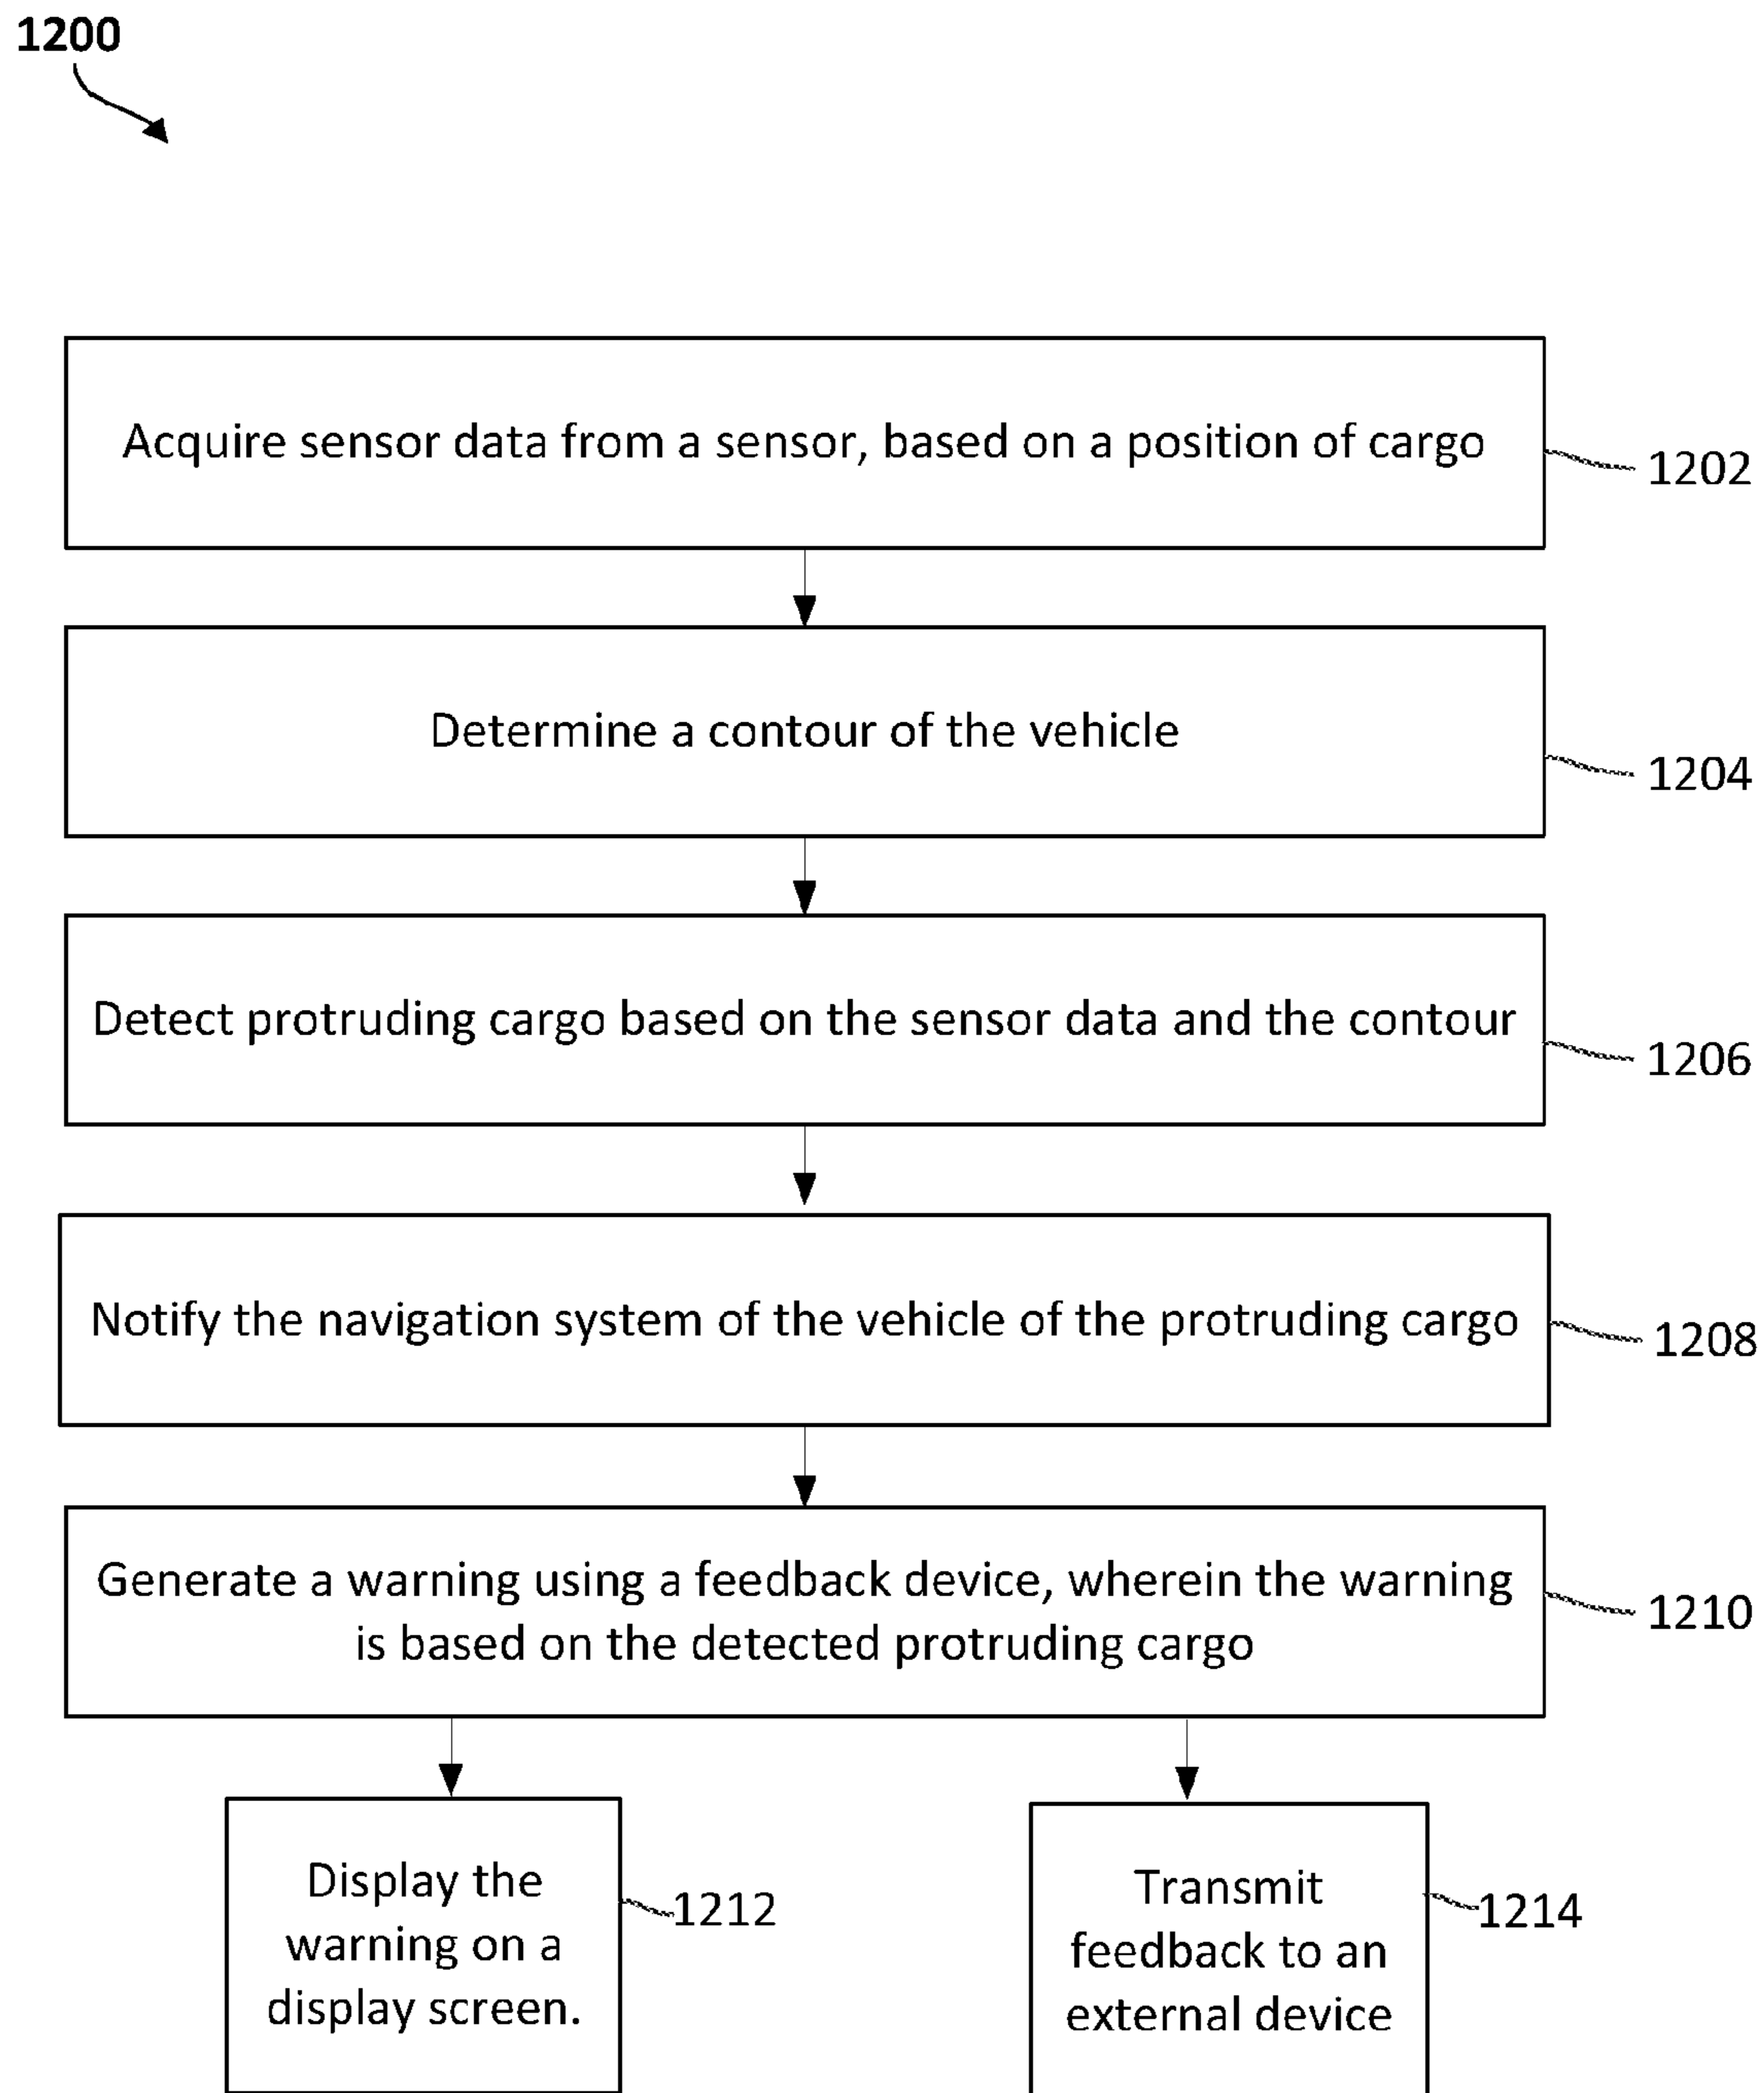 1200
Acquire sensor data from a sensor, based on a position of cargo
1202
Determine a contour of the vehicle
1204
Detect protruding cargo based on the sensor data and the contour
1206
Notify the navigation system of the vehicle of the protruding cargo
1208
Generate a warning using a feedback device, wherein the warning
is based on the detected protruding cargo
1210
Display the
warning on a
display screen.
1212
Transmit
feedback to an
external device
1214